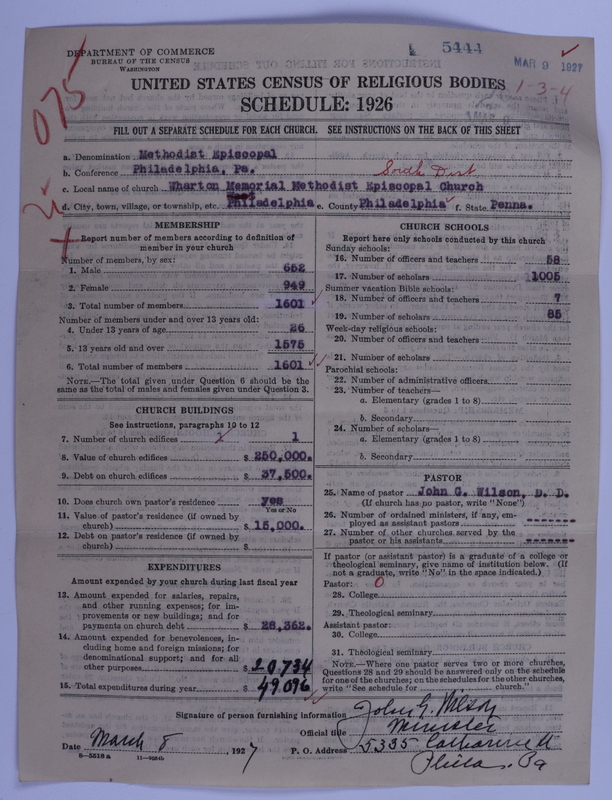 DEPARTMENT OF COMMERCE
BUREAU OF THE CENSUS
WASHINGTON
5444
MAR 9 1927
1-3-4
075
UNITED STATES CENSUS OF RELIGIOUS BODIES
SCHEDULE: 1926
FILL OUT A SEPARATE SCHEDULE FOR EACH CHURCH. SEE INSTRUCTIONS ON THE BACK OF THIS SHEET
a. Denomination Methodist Episcopal
b. Conference Philadelphia, Pa. South Dist
c. Local name of church Wharton Memorial Methodist Episcopal Church
d. City, town, village, or township, etc. Philadelphia e. County Philadelphia f. State Penna.
MEMBERSHIP
Report number of members according to definition of
member in your church
Number of members, by sex:
1. Male 652
2. Female 949
3. Total number of members 1601
Number of members under and over 13 years old:
4. Under 13 years of age 26
5. 13 years old and over 1575
6. Total number of members 1601
NOTE.—The total given under Question 6 should be the
same as the total of males and females given under Question 3.
CHURCH BUILDINGS
See instructions, paragraphs 10 to 12
7. Number of church edifices 1
8. Value of church edifices $ 250,000.
9. Debt on church edifices $ 37,500.
10. Does church own pastor's residence yes
Yes or No
11. Value of pastor's residence (if owned by
church) $ 15,000.
12. Debt on pastor's residence (if owned by
church) $
EXPENDITURES
Amount expended by your church during last fiscal year
13. Amount expended for salaries, repairs,
and other running expenses; for im-
provements or new buildings; and for
payments on church debt $ 28,362.
14. Amount expended for benevolences, in-
cluding home and foreign missions; for
denominational support; and for all
other purposes $ 20,734
15. Total expenditures during year $ 49,096
CHURCH SCHOOLS
Report here only schools conducted by this church
Sunday schools:
16. Number of officers and teachers 58
17. Number of scholars 1005
Summer vacation Bible schools:
18. Number of officers and teachers 7
19. Number of scholars 85
Week-day religious schools:
20. Number of officers and teachers
21. Number of scholars
Parochial schools:
22. Number of administrative officers
23. Number of teachers—
a. Elementary (grades 1 to 8)
b. Secondary
24. Number of scholars—
a. Elementary (grades 1 to 8)
b. Secondary
PASTOR
25. Name of pastor John G. Wilson, D. D.
(If church has no pastor, write "None")
26. Number of ordained ministers, if any, em-
ployed as assistant pastors -------
27. Number of other churches served by the
pastor or his assistants -------
If pastor (or assistant pastor) is a graduate of a college or
theological seminary, give name of institution below. (If
not a graduate, write "No" in the space indicated.)
Pastor: 0
28. College
29. Theological seminary
Assistant pastor:
30. College
31. Theological seminary
NOTE.—Where one pastor serves two or more churches,
Questions 28 and 29 should be answered only on the schedule
for one of the churches; on the schedules for the other churches,
write "See schedule for church."
Signature of person furnishing information John G. Wilson
Official title Minister
Date March 8, 1927 P. O. Address 5335 Catharine St
Phila. Pa
8—5518a 11—9884b